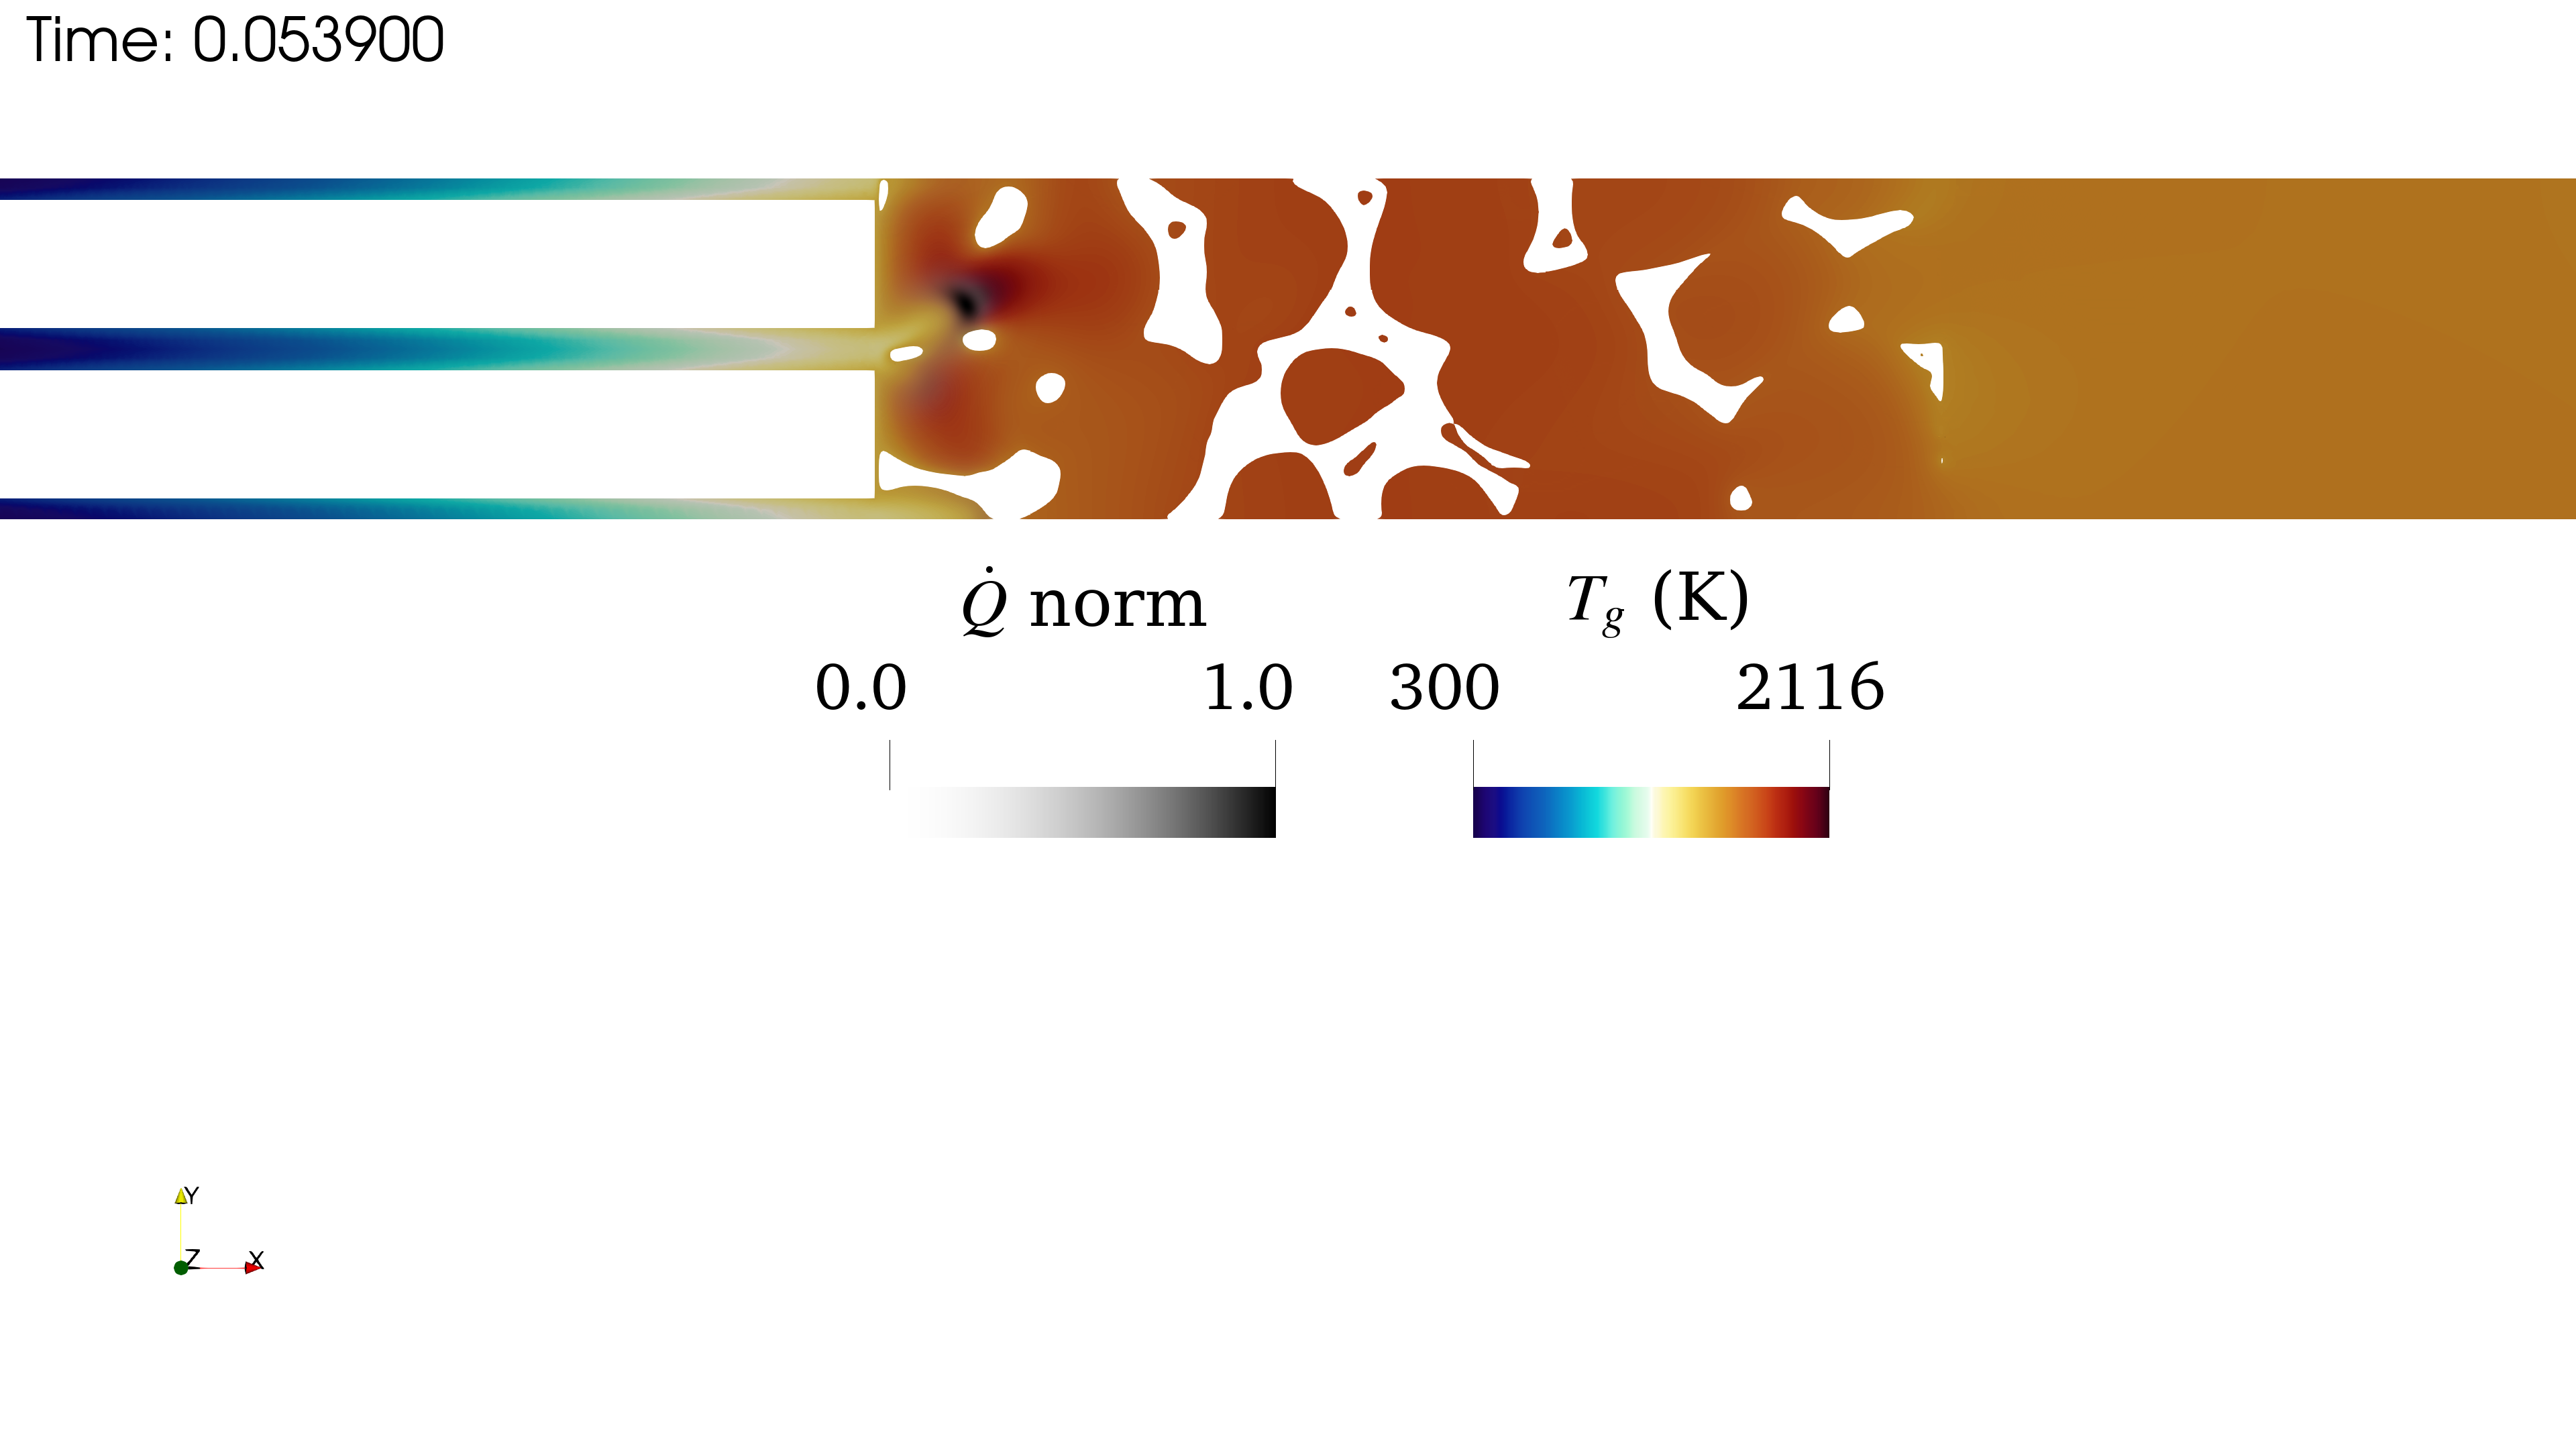 Time: 0.053900
Q̇ norm
T_g (K)
0.0 1.0 300 2116
Y
Z X